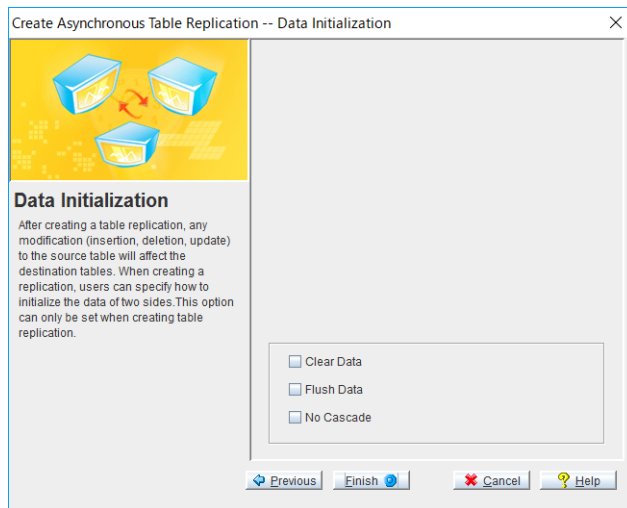 Create Asynchronous Table Replication -- Data Initialization
Data Initialization
After creating a table replication, any
modification (insertion, deletion, update)
to the source table will affect the
destination tables. When creating a
replication, users can specify how to
initialize the data of two sides.This option
can only be set when creating table
replication.
Clear Data
Flush Data
No Cascade
Previous Finish Cancel Help